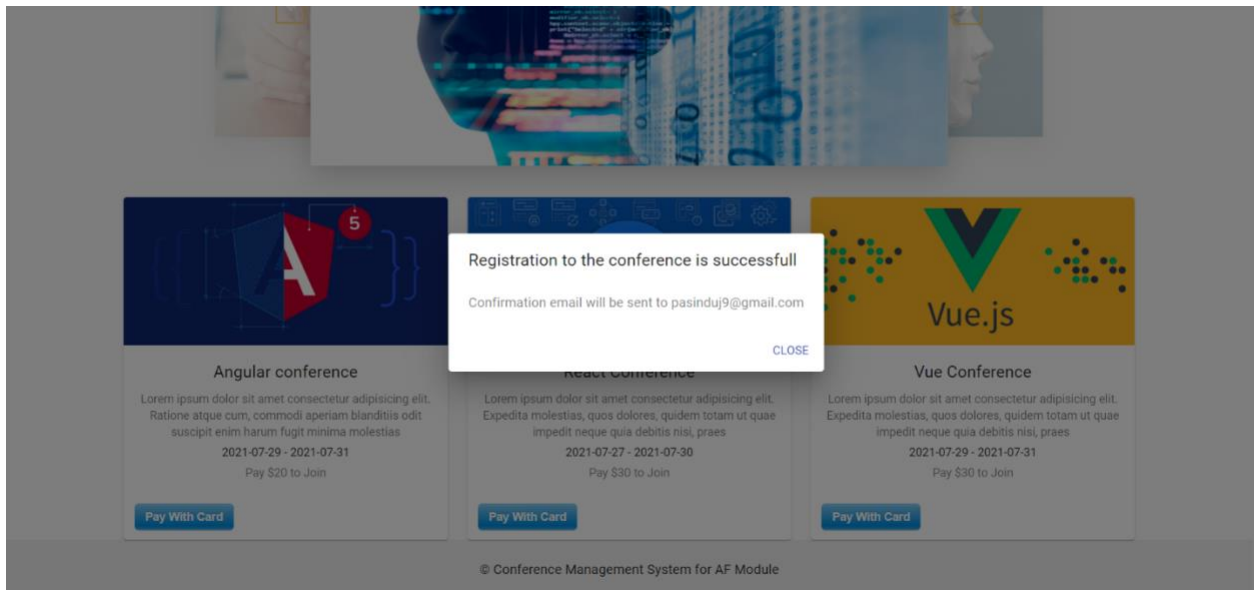 5
Vue.js
Registration to the conference is successfull
Confirmation email will be sent to pasinduj9@gmail.com
CLOSE
Angular conference
Lorem ipsum dolor sit amet consectetur adipisicing elit.
Ratione atque cum, commodi aperiam blanditiis odit
suscipit enim harum fugit minima molestias
2021-07-29 - 2021-07-31
Pay $20 to Join
Pay With Card
React Conference
Lorem ipsum dolor sit amet consectetur adipisicing elit.
Expedita molestias, quos dolores, quidem totam ut quae
impedit neque quia debitis nisi, praes
2021-07-27 - 2021-07-30
Pay $30 to Join
Pay With Card
Vue Conference
Lorem ipsum dolor sit amet consectetur adipisicing elit.
Expedita molestias, quos dolores, quidem totam ut quae
impedit neque quia debitis nisi, praes
2021-07-29 - 2021-07-31
Pay $30 to Join
Pay With Card
© Conference Management System for AF Module